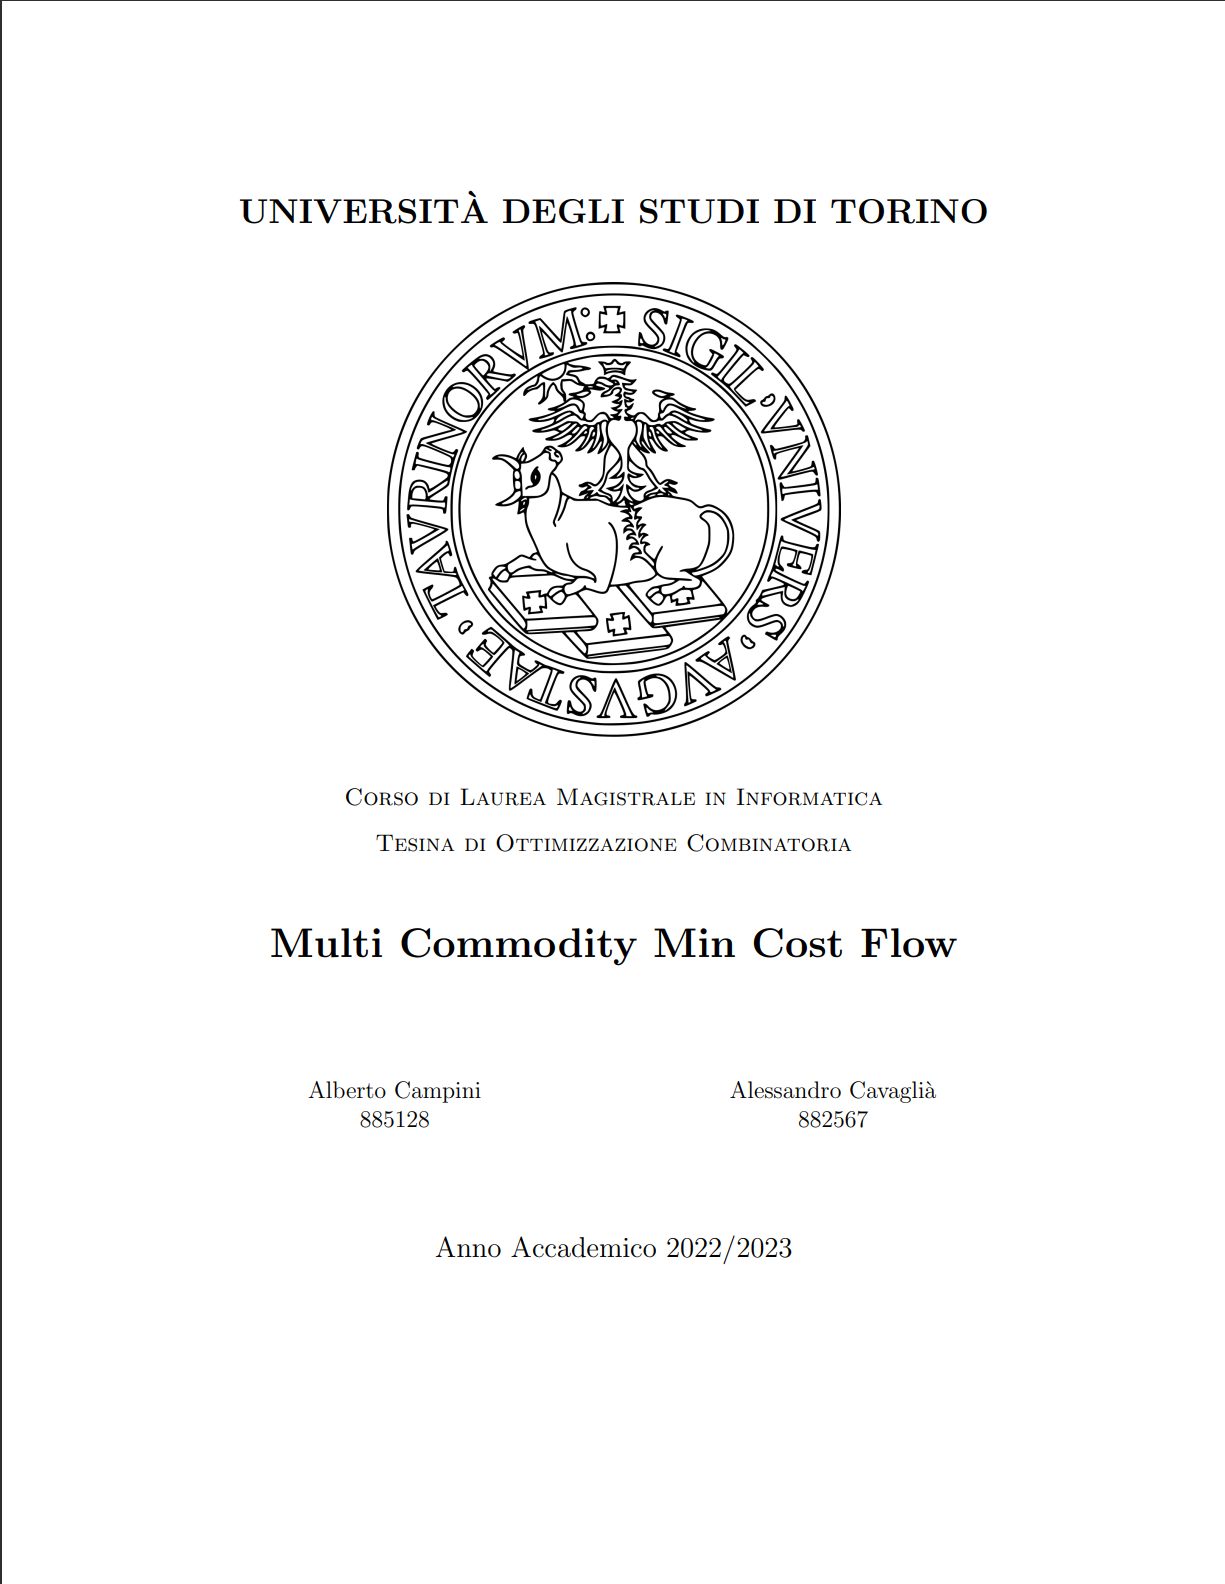 UNIVERSITÀ DEGLI STUDI DI TORINO
SIGIL · VNIVERS · AVGVSTAE · TAVRINORVM:
Corso di Laurea Magistrale in Informatica
Tesina di Ottimizzazione Combinatoria
Multi Commodity Min Cost Flow
Alberto Campini
885128
Alessandro Cavaglià
882567
Anno Accademico 2022/2023